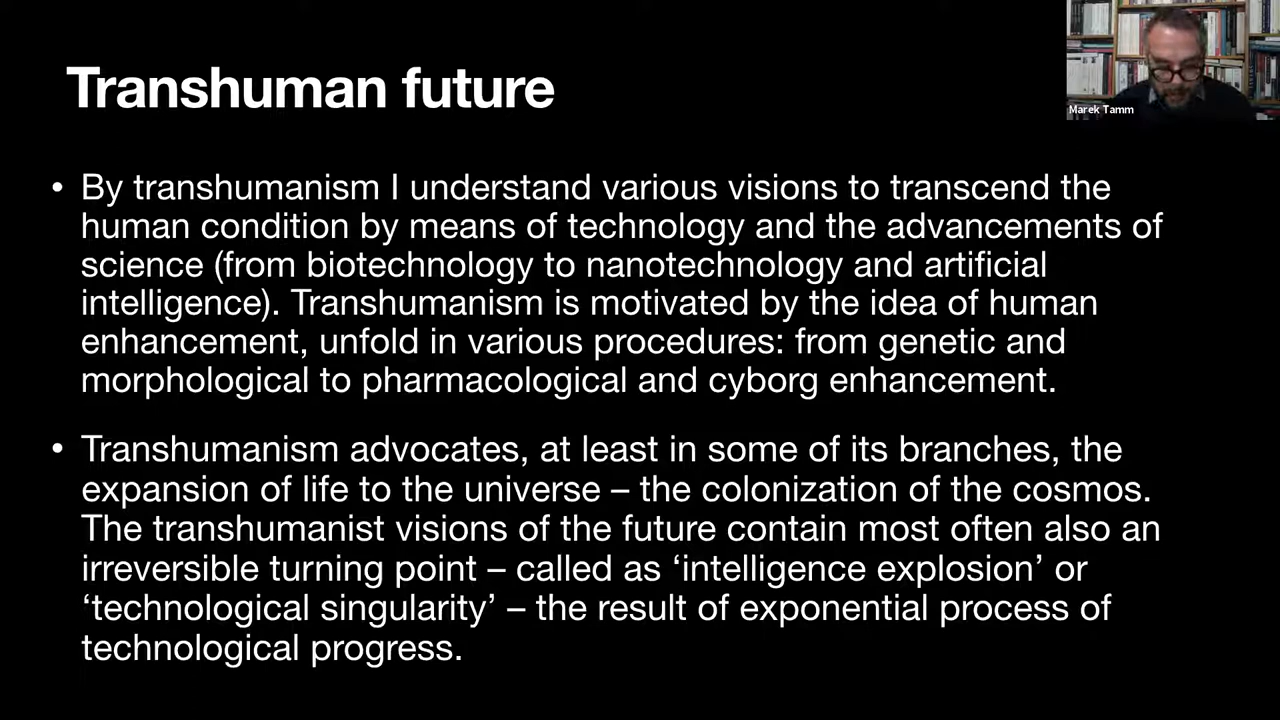 Transhuman future
Marek Tamm
• By transhumanism I understand various visions to transcend the
human condition by means of technology and the advancements of
science (from biotechnology to nanotechnology and artificial
intelligence). Transhumanism is motivated by the idea of human
enhancement, unfold in various procedures: from genetic and
morphological to pharmacological and cyborg enhancement.
• Transhumanism advocates, at least in some of its branches, the
expansion of life to the universe – the colonization of the cosmos.
The transhumanist visions of the future contain most often also an
irreversible turning point – called as ‘intelligence explosion’ or
‘technological singularity’ – the result of exponential process of
technological progress.